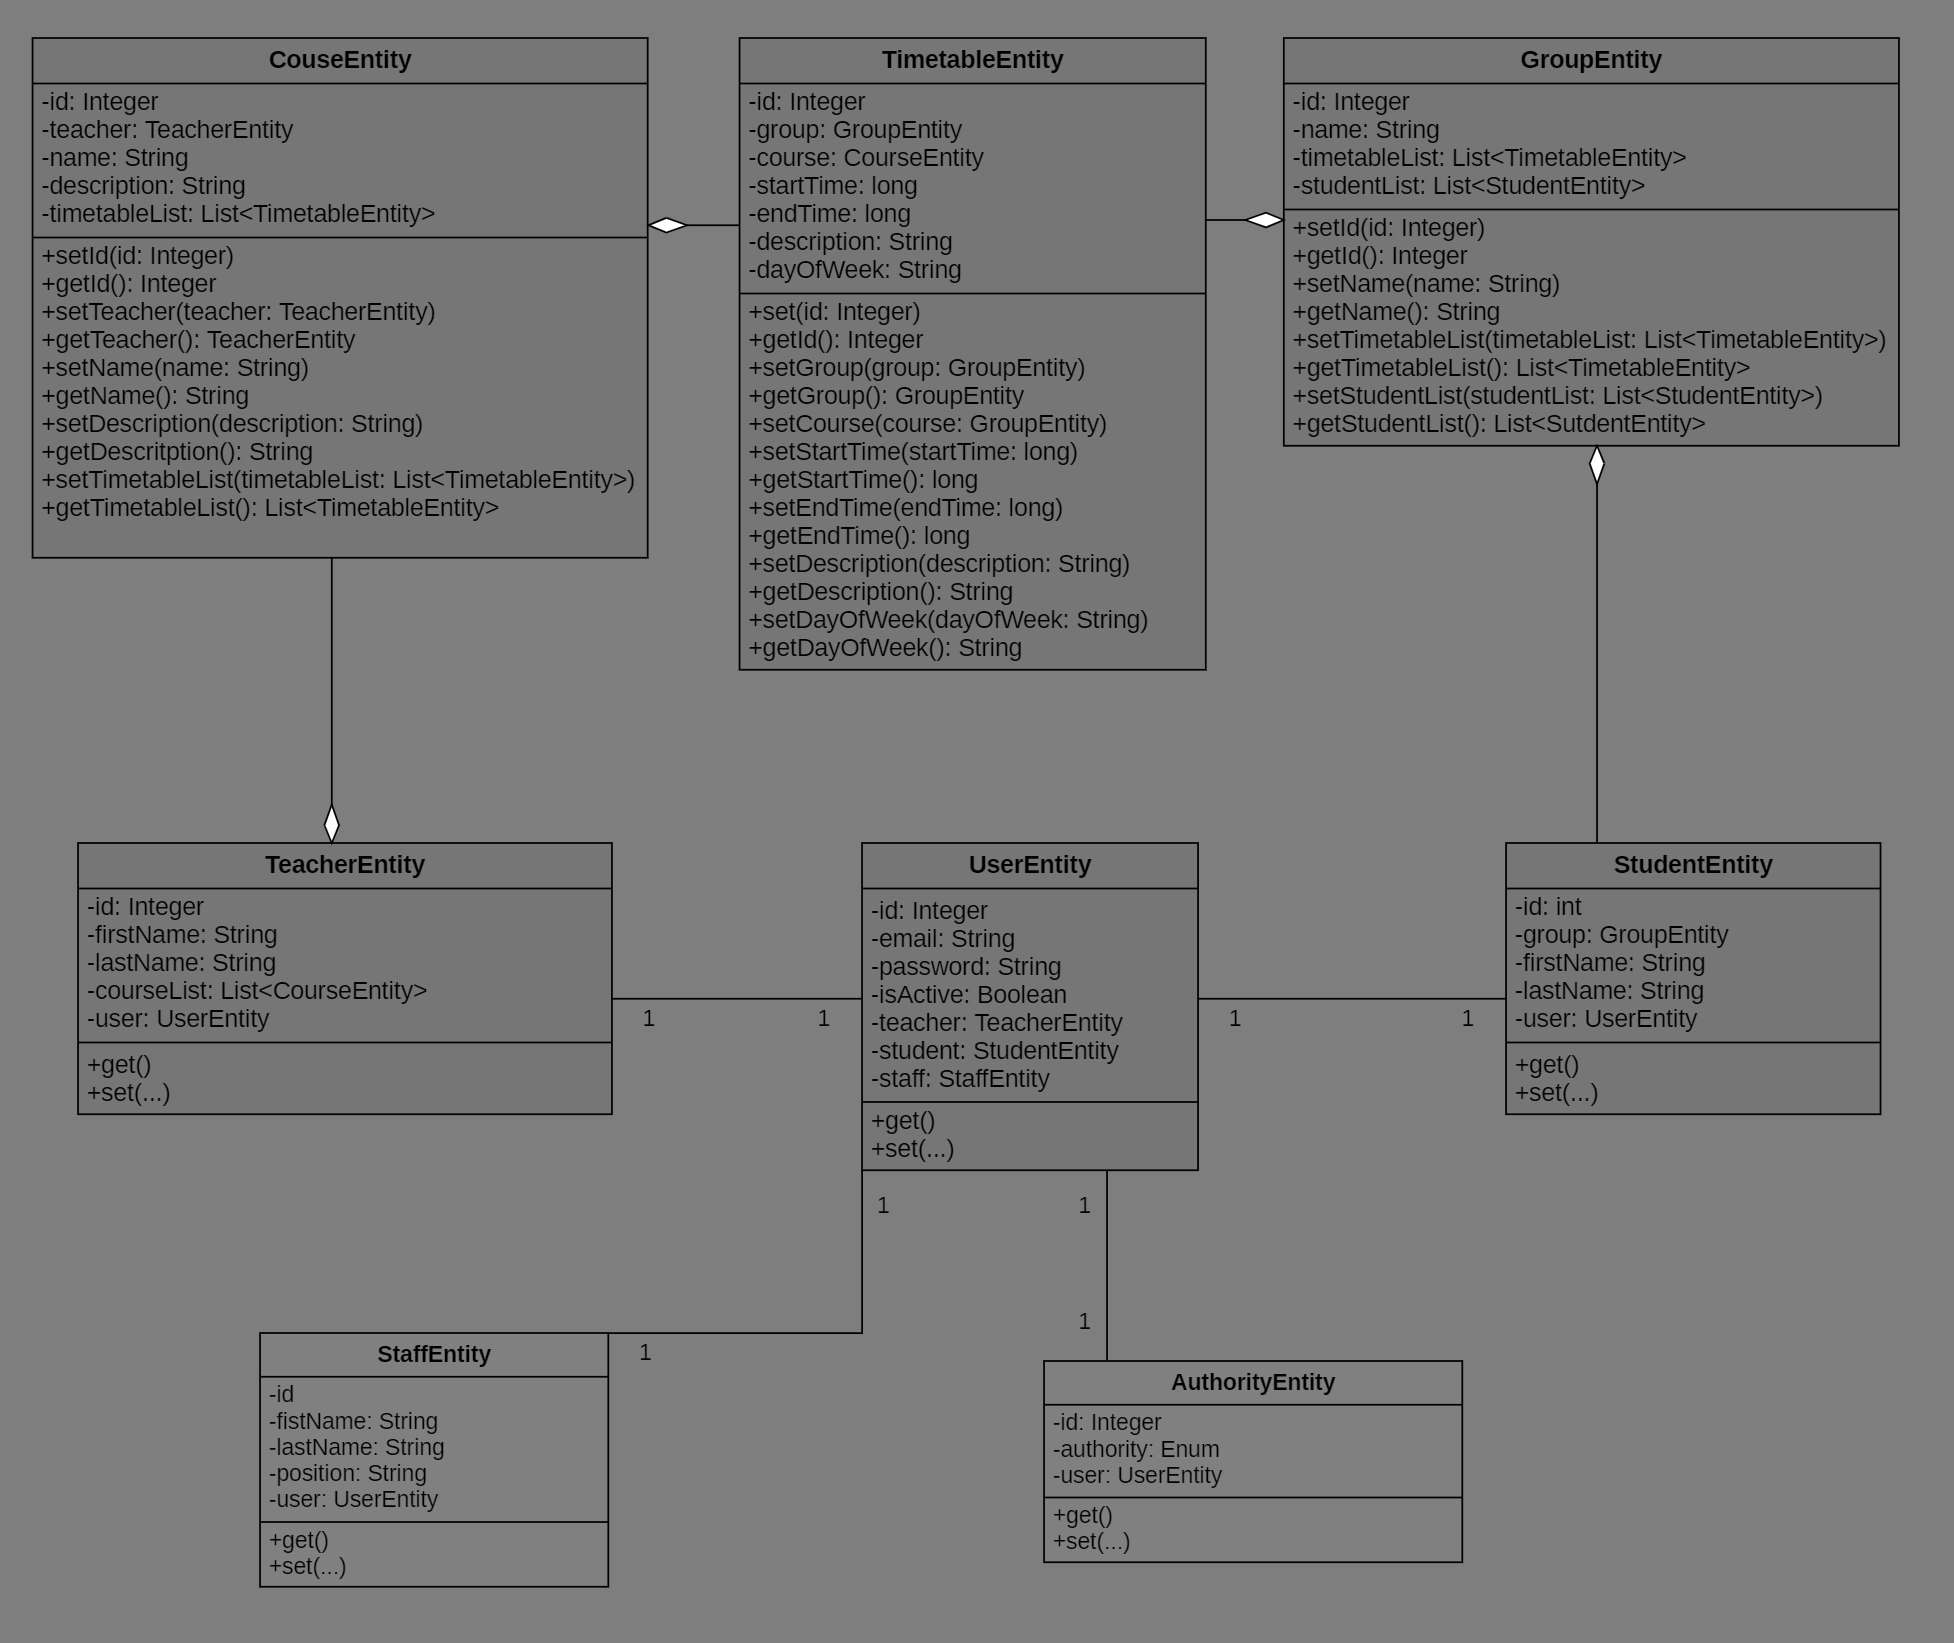 CouseEntity
-id: Integer
-teacher: TeacherEntity
-name: String
-description: String
-timetableList: List<TimetableEntity>
+setId(id: Integer)
+getId(): Integer
+setTeacher(teacher: TeacherEntity)
+getTeacher(): TeacherEntity
+setName(name: String)
+getName(): String
+setDescription(description: String)
+getDescritption(): String
+setTimetableList(timetableList: List<TimetableEntity>)
+getTimetableList(): List<TimetableEntity>
TimetableEntity
-id: Integer
-group: GroupEntity
-course: CourseEntity
-startTime: long
-endTime: long
-description: String
-dayOfWeek: String
+set(id: Integer)
+getId(): Integer
+setGroup(group: GroupEntity)
+getGroup(): GroupEntity
+setCourse(course: GroupEntity)
+setStartTime(startTime: long)
+getStartTime(): long
+setEndTime(endTime: long)
+getEndTime(): long
+setDescription(description: String)
+getDescription(): String
+setDayOfWeek(dayOfWeek: String)
+getDayOfWeek(): String
GroupEntity
-id: Integer
-name: String
-timetableList: List<TimetableEntity>
-studentList: List<StudentEntity>
+setId(id: Integer)
+getId(): Integer
+setName(name: String)
+getName(): String
+setTimetableList(timetableList: List<TimetableEntity>)
+getTimetableList(): List<TimetableEntity>
+setStudentList(studentList: List<StudentEntity>)
+getStudentList(): List<SutdentEntity>
TeacherEntity
-id: Integer
-firstName: String
-lastName: String
-courseList: List<CourseEntity>
-user: UserEntity
+get()
+set(...)
1
1
UserEntity
-id: Integer
-email: String
-password: String
-isActive: Boolean
-teacher: TeacherEntity
-student: StudentEntity
-staff: StaffEntity
+get()
+set(...)
1
1
StudentEntity
-id: int
-group: GroupEntity
-firstName: String
-lastName: String
-user: UserEntity
+get()
+set(...)
1
1
1
1
StaffEntity
-id
-fistName: String
-lastName: String
-position: String
-user: UserEntity
+get()
+set(...)
AuthorityEntity
-id: Integer
-authority: Enum
-user: UserEntity
+get()
+set(...)